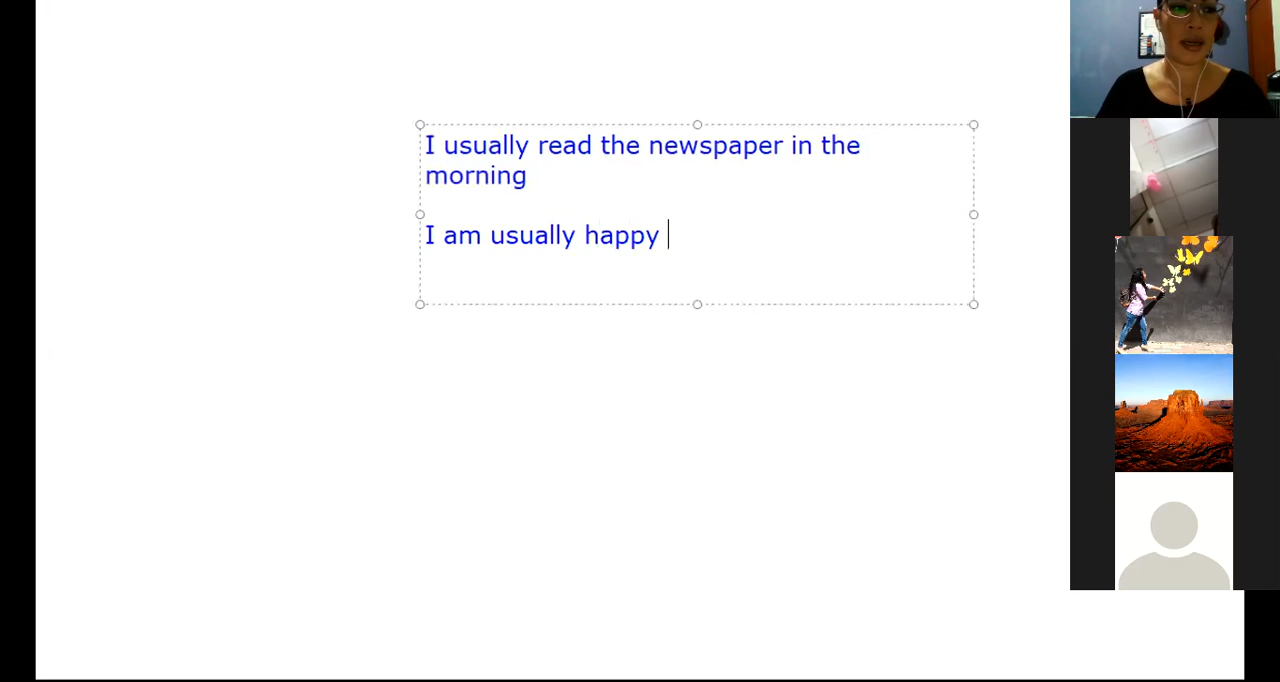 I usually read the newspaper in the
morning
I am usually happy